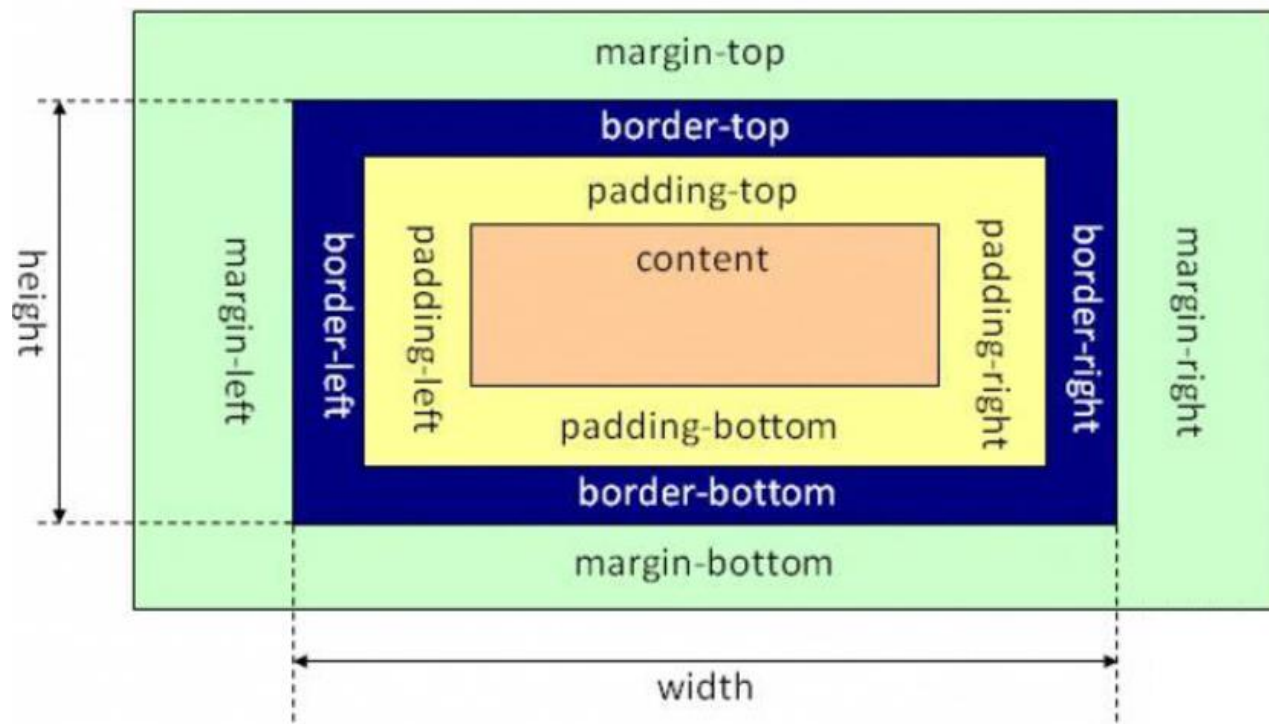 margin-top
border-top
padding-top
content
height
margin-left
border-left
padding-left
padding-right
border-right
margin-right
padding-bottom
border-bottom
margin-bottom
width